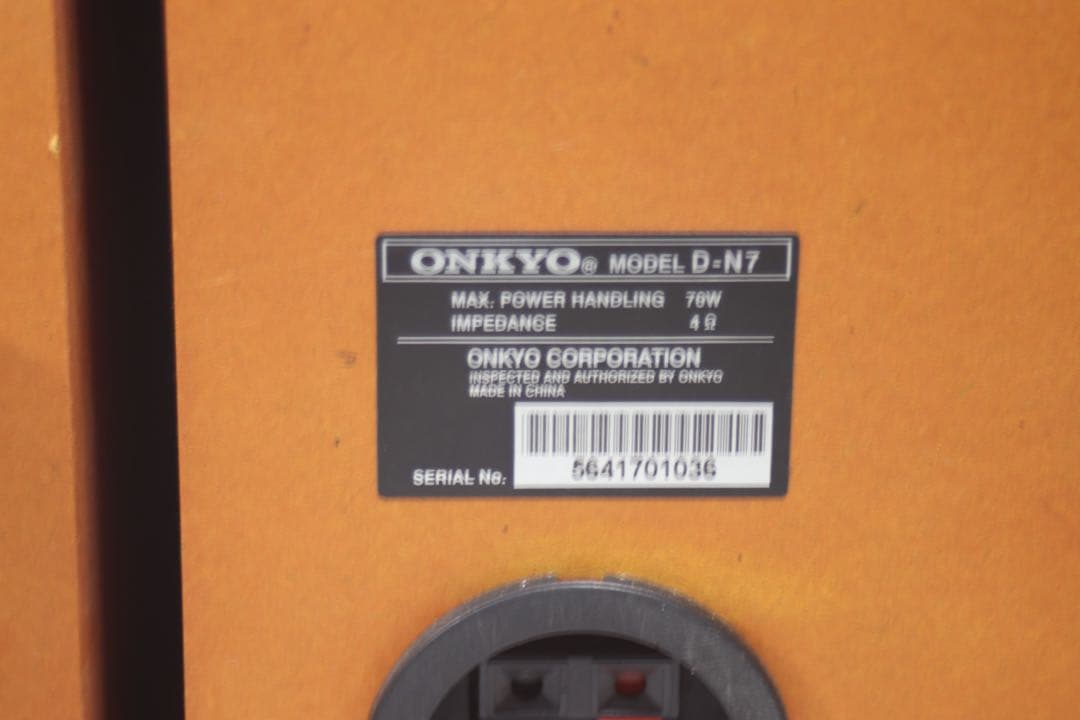 ONKYO® MODEL D-N7
MAX. POWER HANDLING 70W
IMPEDANCE 4 Ω
ONKYO CORPORATION
INSPECTED AND AUTHORIZED BY ONKYO
MADE IN CHINA
5641701036
SERIAL No.